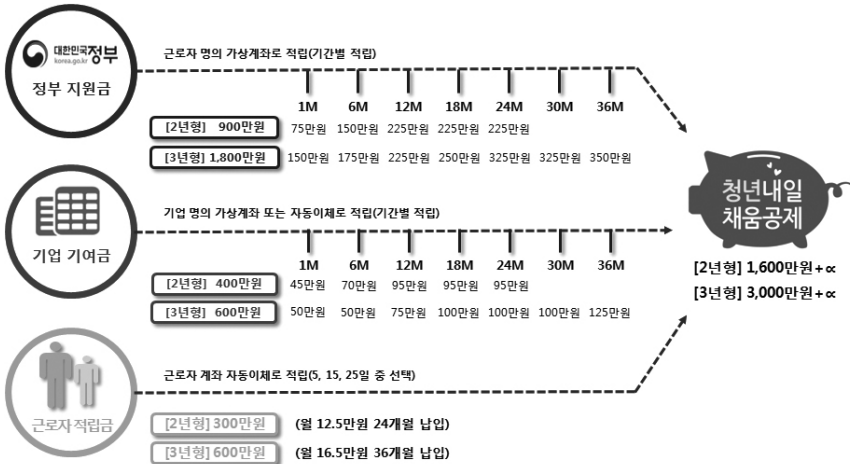 대한민국정부
korea.go.kr
정부 지원금
근로자 명의 가상계좌로 적립(기간별 적립)
1M 6M 12M 18M 24M 30M 36M
[2년형] 900만원 75만원 150만원 225만원 225만원 225만원
[3년형] 1,800만원 150만원 175만원 225만원 250만원 325만원 325만원 350만원
기업 기여금
기업 명의 가상계좌 또는 자동이체로 적립(기간별 적립)
1M 6M 12M 18M 24M 30M 36M
[2년형] 400만원 45만원 70만원 95만원 95만원 95만원
[3년형] 600만원 50만원 50만원 75만원 100만원 100만원 100만원 125만원
근로자 적립금
근로자 계좌 자동이체로 적립(5, 15, 25일 중 선택)
[2년형] 300만원 (월 12.5만원 24개월 납입)
[3년형] 600만원 (월 16.5만원 36개월 납입)
청년내일
채움공제
[2년형] 1,600만원+∝
[3년형] 3,000만원+∝